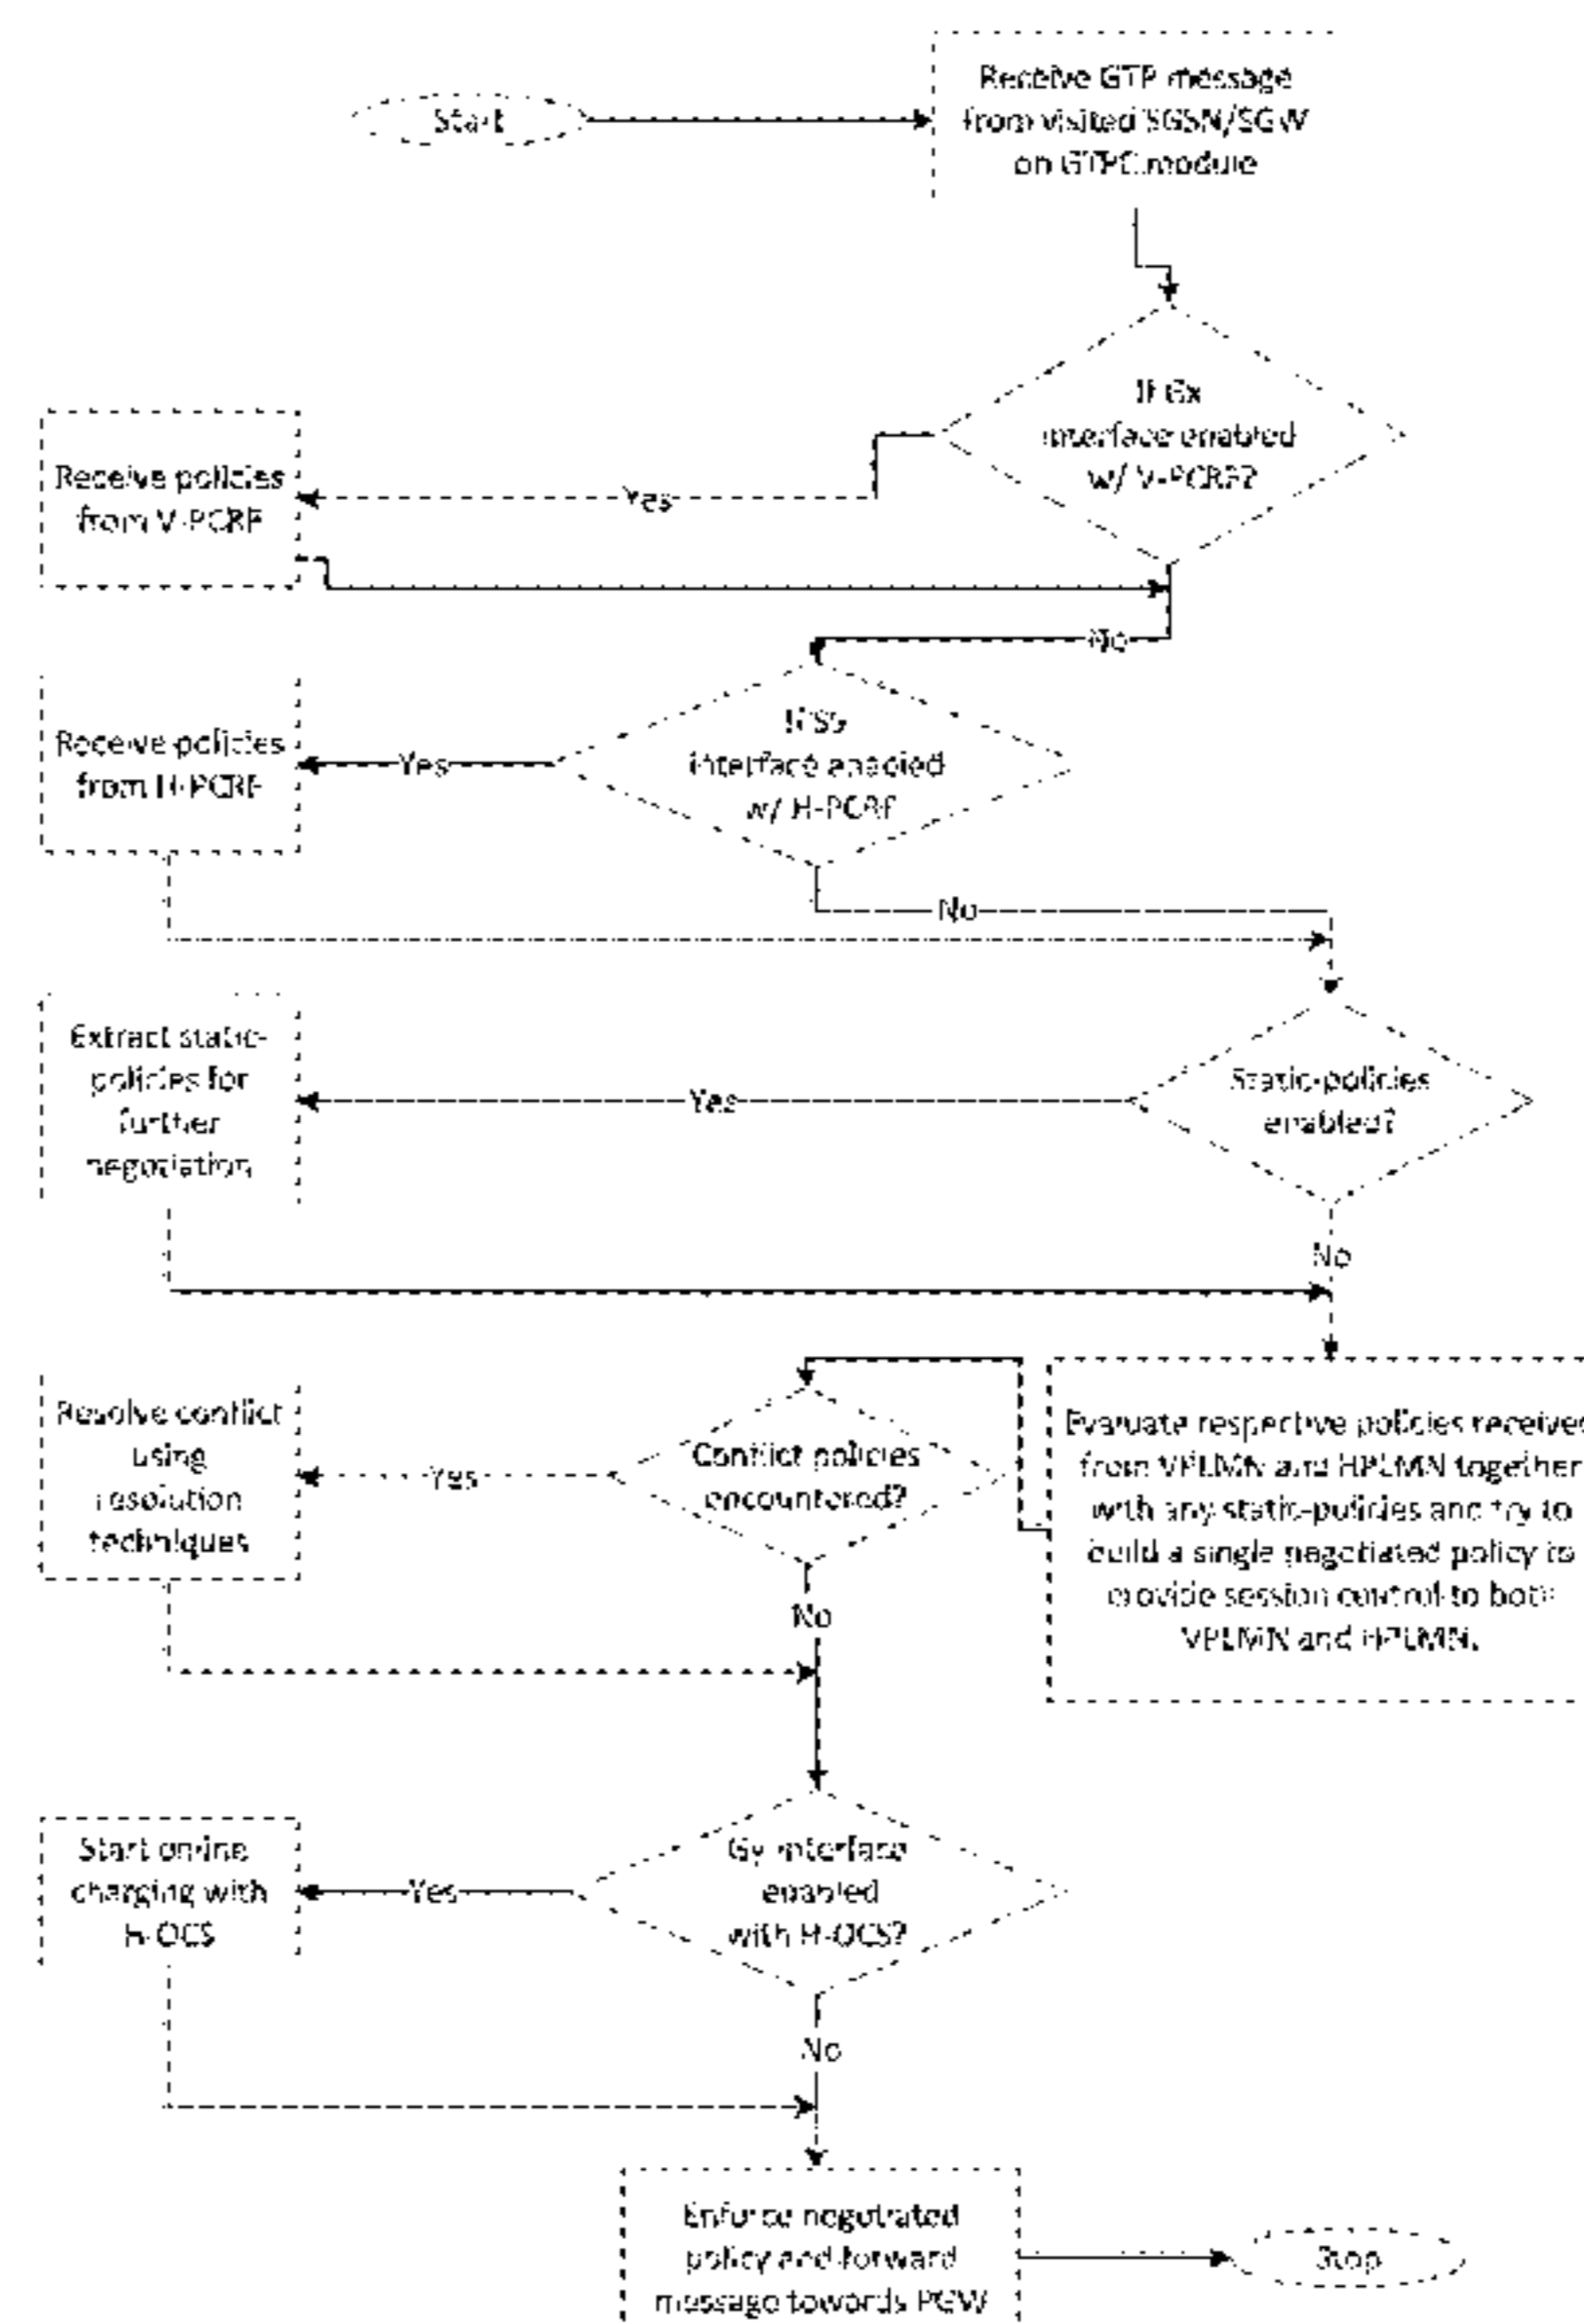 Start
Receive GTP message
from visited SGSN/SGW
on GTPC module
If Gx
interface enabled
w/ V-PCRF?
Yes
Receive policies
from V-PCRF
No
If S9
interface enabled
w/ H-PCRF
Yes
Receive policies
from H-PCRF
No
Static-policies
enabled?
Yes
Extract static-
policies for
further
negotiation
No
Evaluate respective policies received
from VPLMN and HPLMN together
with any static-policies and try to
build a single negotiated policy to
provide session control to both
VPLMN and HPLMN.
Conflict policies
encountered?
Yes
Resolve conflict
using
resolution
techniques
No
Gy interface
enabled
with H-OCS?
Yes
Start online
charging with
H-OCS
No
Enforce negotiated
policy and forward
message towards PGW
Stop